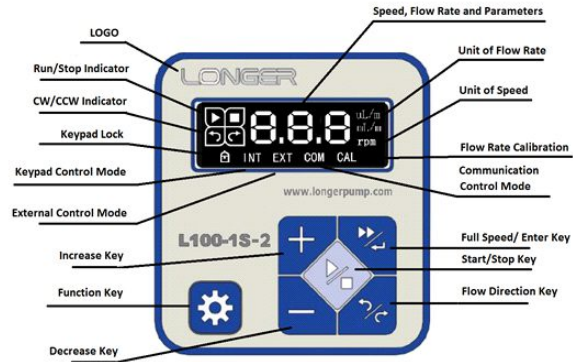 Speed, Flow Rate and Parameters
LOGO
LONGER
Unit of Flow Rate
Run/Stop Indicator
Unit of Speed
CW/CCW Indicator
8.8.8
uL/m
mL/m
rpm
Keypad Lock
INT EXT COM CAL
Flow Rate Calibration
Keypad Control Mode
Communication
Control Mode
www.longerpump.com
External Control Mode
L100-1S-2
Full Speed/ Enter Key
Increase Key
Start/Stop Key
Function Key
Flow Direction Key
Decrease Key